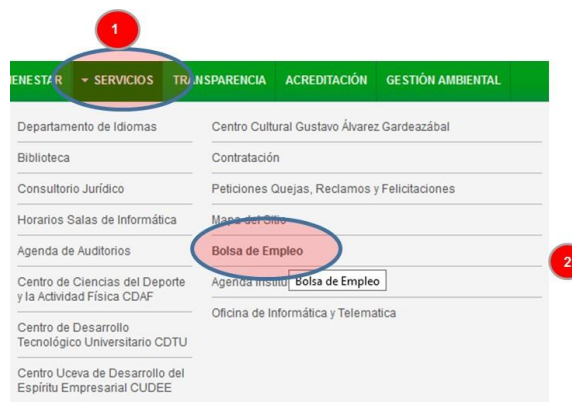 1
SERVICIOS TRANSPARENCIA ACREDITACIÓN GESTIÓN AMBIENTAL
Departamento de Idiomas
Biblioteca
Consultorio Jurídico
Horarios Salas de Informática
Agenda de Auditorios
Centro de Ciencias del Deporte
y la Actividad Física CDAF
Centro de Desarrollo
Tecnológico Universitario CDTU
Centro Uceva de Desarrollo del
Espíritu Empresarial CUDEE
Centro Cultural Gustavo Álvarez Gardeazábal
Contratación
Peticiones Quejas, Reclamos y Felicitaciones
Mapa del Sitio
Bolsa de Empleo
Agenda Institu
Bolsa de Empleo
Oficina de Informática y Telematica
2